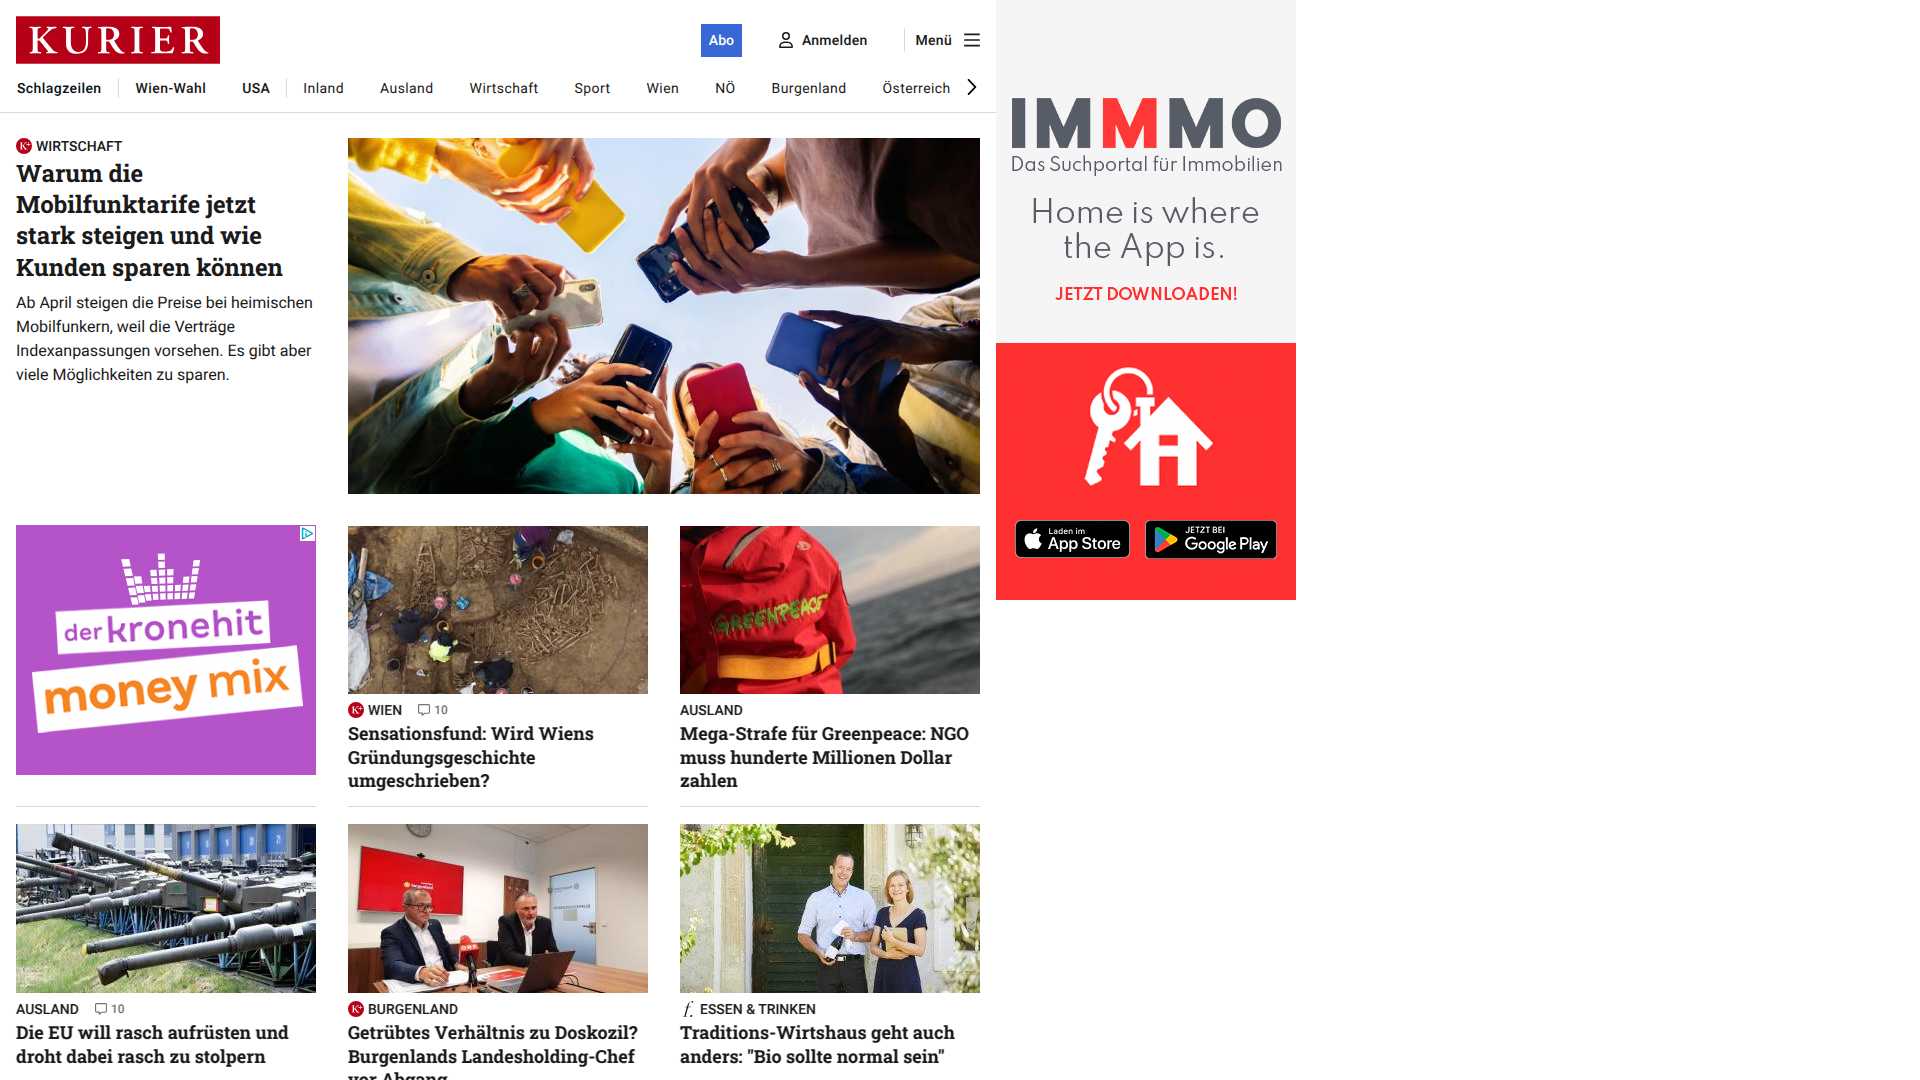 KURIER
Abo
Anmelden
Menü
Schlagzeilen
Wien-Wahl
USA
Inland
Ausland
Wirtschaft
Sport
Wien
NÖ
Burgenland
Österreich
WIRTSCHAFT
Warum die
Mobilfunktarife jetzt
stark steigen und wie
Kunden sparen können
Ab April steigen die Preise bei heimischen
Mobilfunkern, weil die Verträge
Indexanpassungen vorsehen. Es gibt aber
viele Möglichkeiten zu sparen.
IMMMO
Das Suchportal für Immobilien
Home is where
the App is.
JETZT DOWNLOADEN!
Laden im
App Store
JETZT BEI
Google Play
der kronehit
money mix
GREENPEACE
WIEN 10
Sensationsfund: Wird Wiens
Gründungsgeschichte
umgeschrieben?
AUSLAND
Mega-Strafe für Greenpeace: NGO
muss hunderte Millionen Dollar
zahlen
AUSLAND 10
Die EU will rasch aufrüsten und
droht dabei rasch zu stolpern
BURGENLAND
Getrübtes Verhältnis zu Doskozil?
Burgenlands Landesholding-Chef
vor Abgang
f. ESSEN & TRINKEN
Traditions-Wirtshaus geht auch
anders: "Bio sollte normal sein"